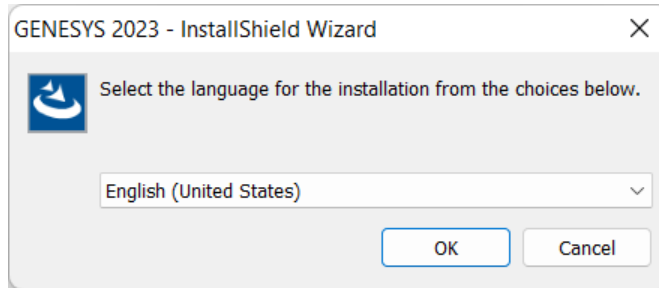 GENESYS 2023 - InstallShield Wizard
Select the language for the installation from the choices below.
English (United States)
OK Cancel